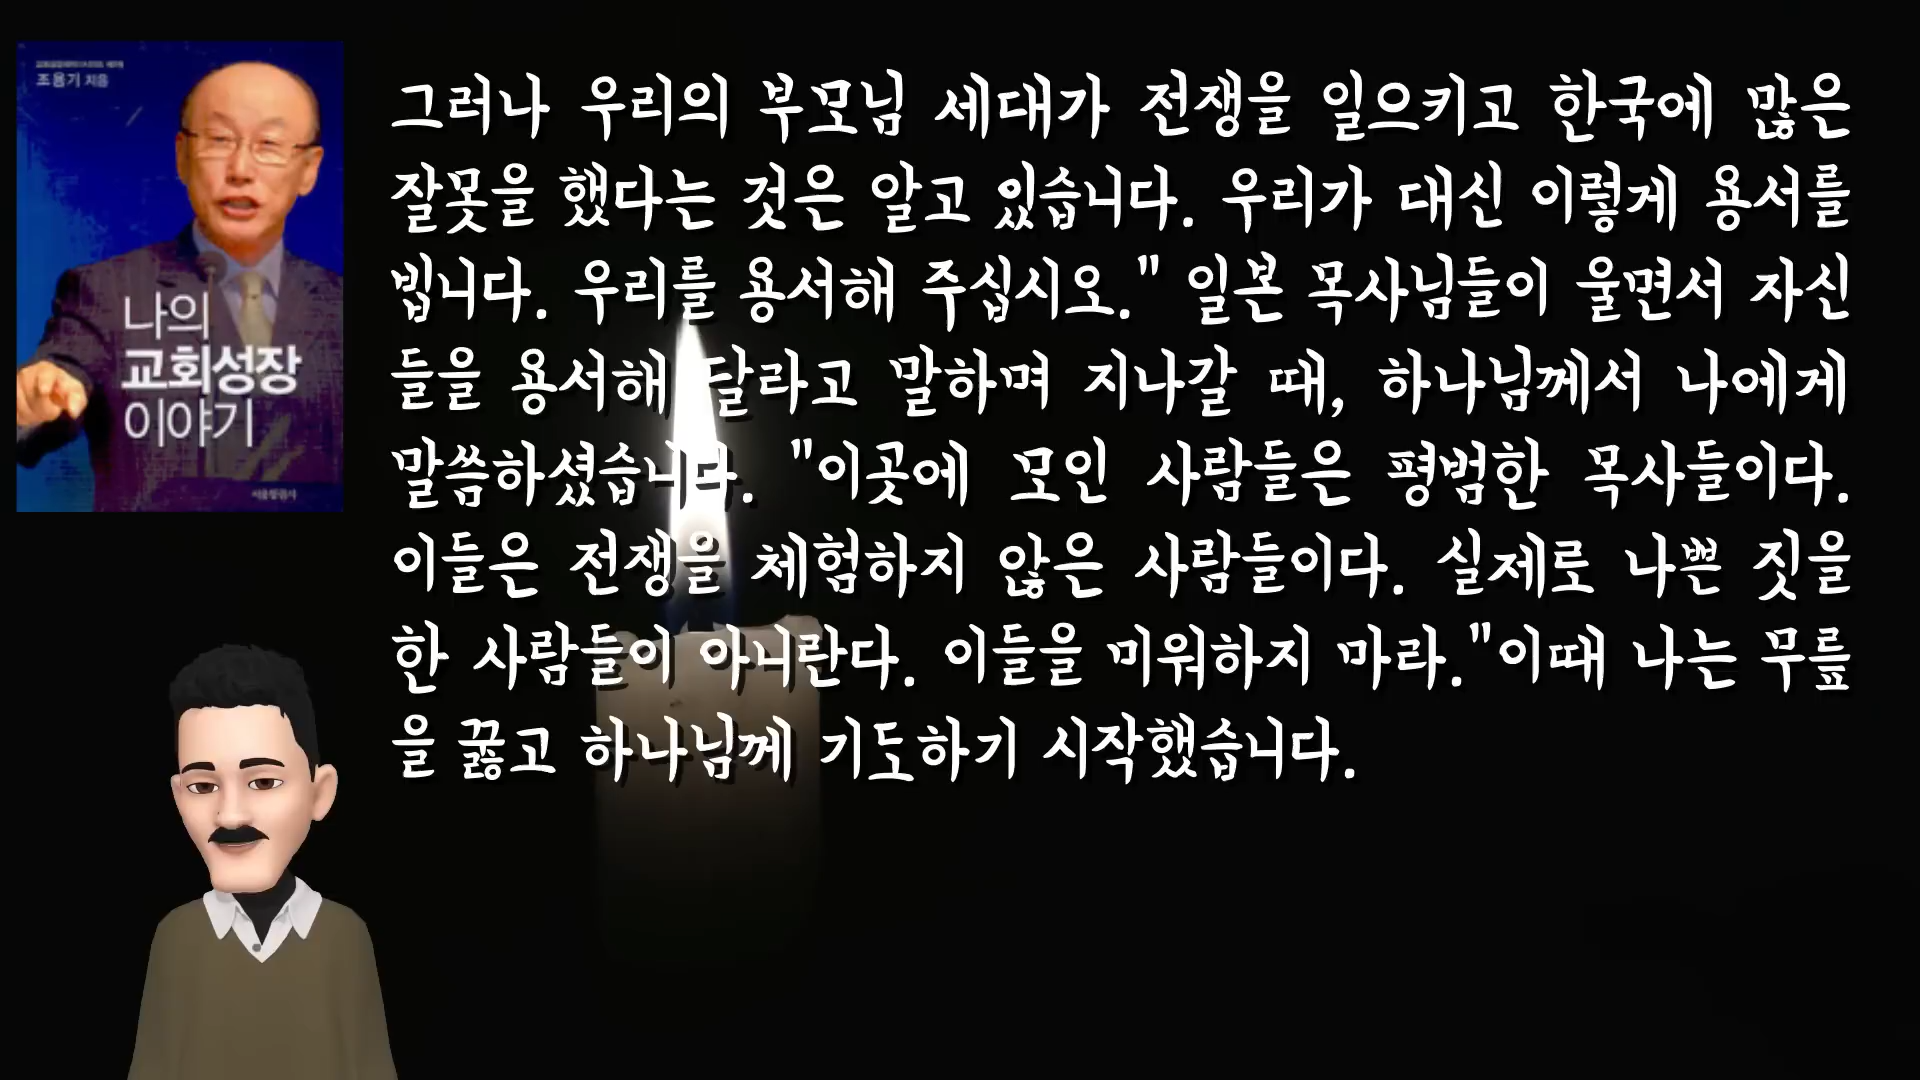 조용기 지음
나의
교회성장
이야기
그러나 우리의 부모님 세대가 전쟁을 일으키고 한국에 많은
잘못을 했다는 것은 알고 있습니다. 우리가 대신 이렇게 용서를
빕니다. 우리를 용서해 주십시오." 일본 목사님들이 울면서 자신
들을 용서해 달라고 말하며 지나갈 때, 하나님께서 나에게
말씀하셨습니다. "이곳에 모인 사람들은 평범한 목사들이다.
이들은 전쟁을 체험하지 않은 사람들이다. 실제로 나쁜 짓을
한 사람들이 아니란다. 이들을 미워하지 마라."이때 나는 무릎
을 꿇고 하나님께 기도하기 시작했습니다.